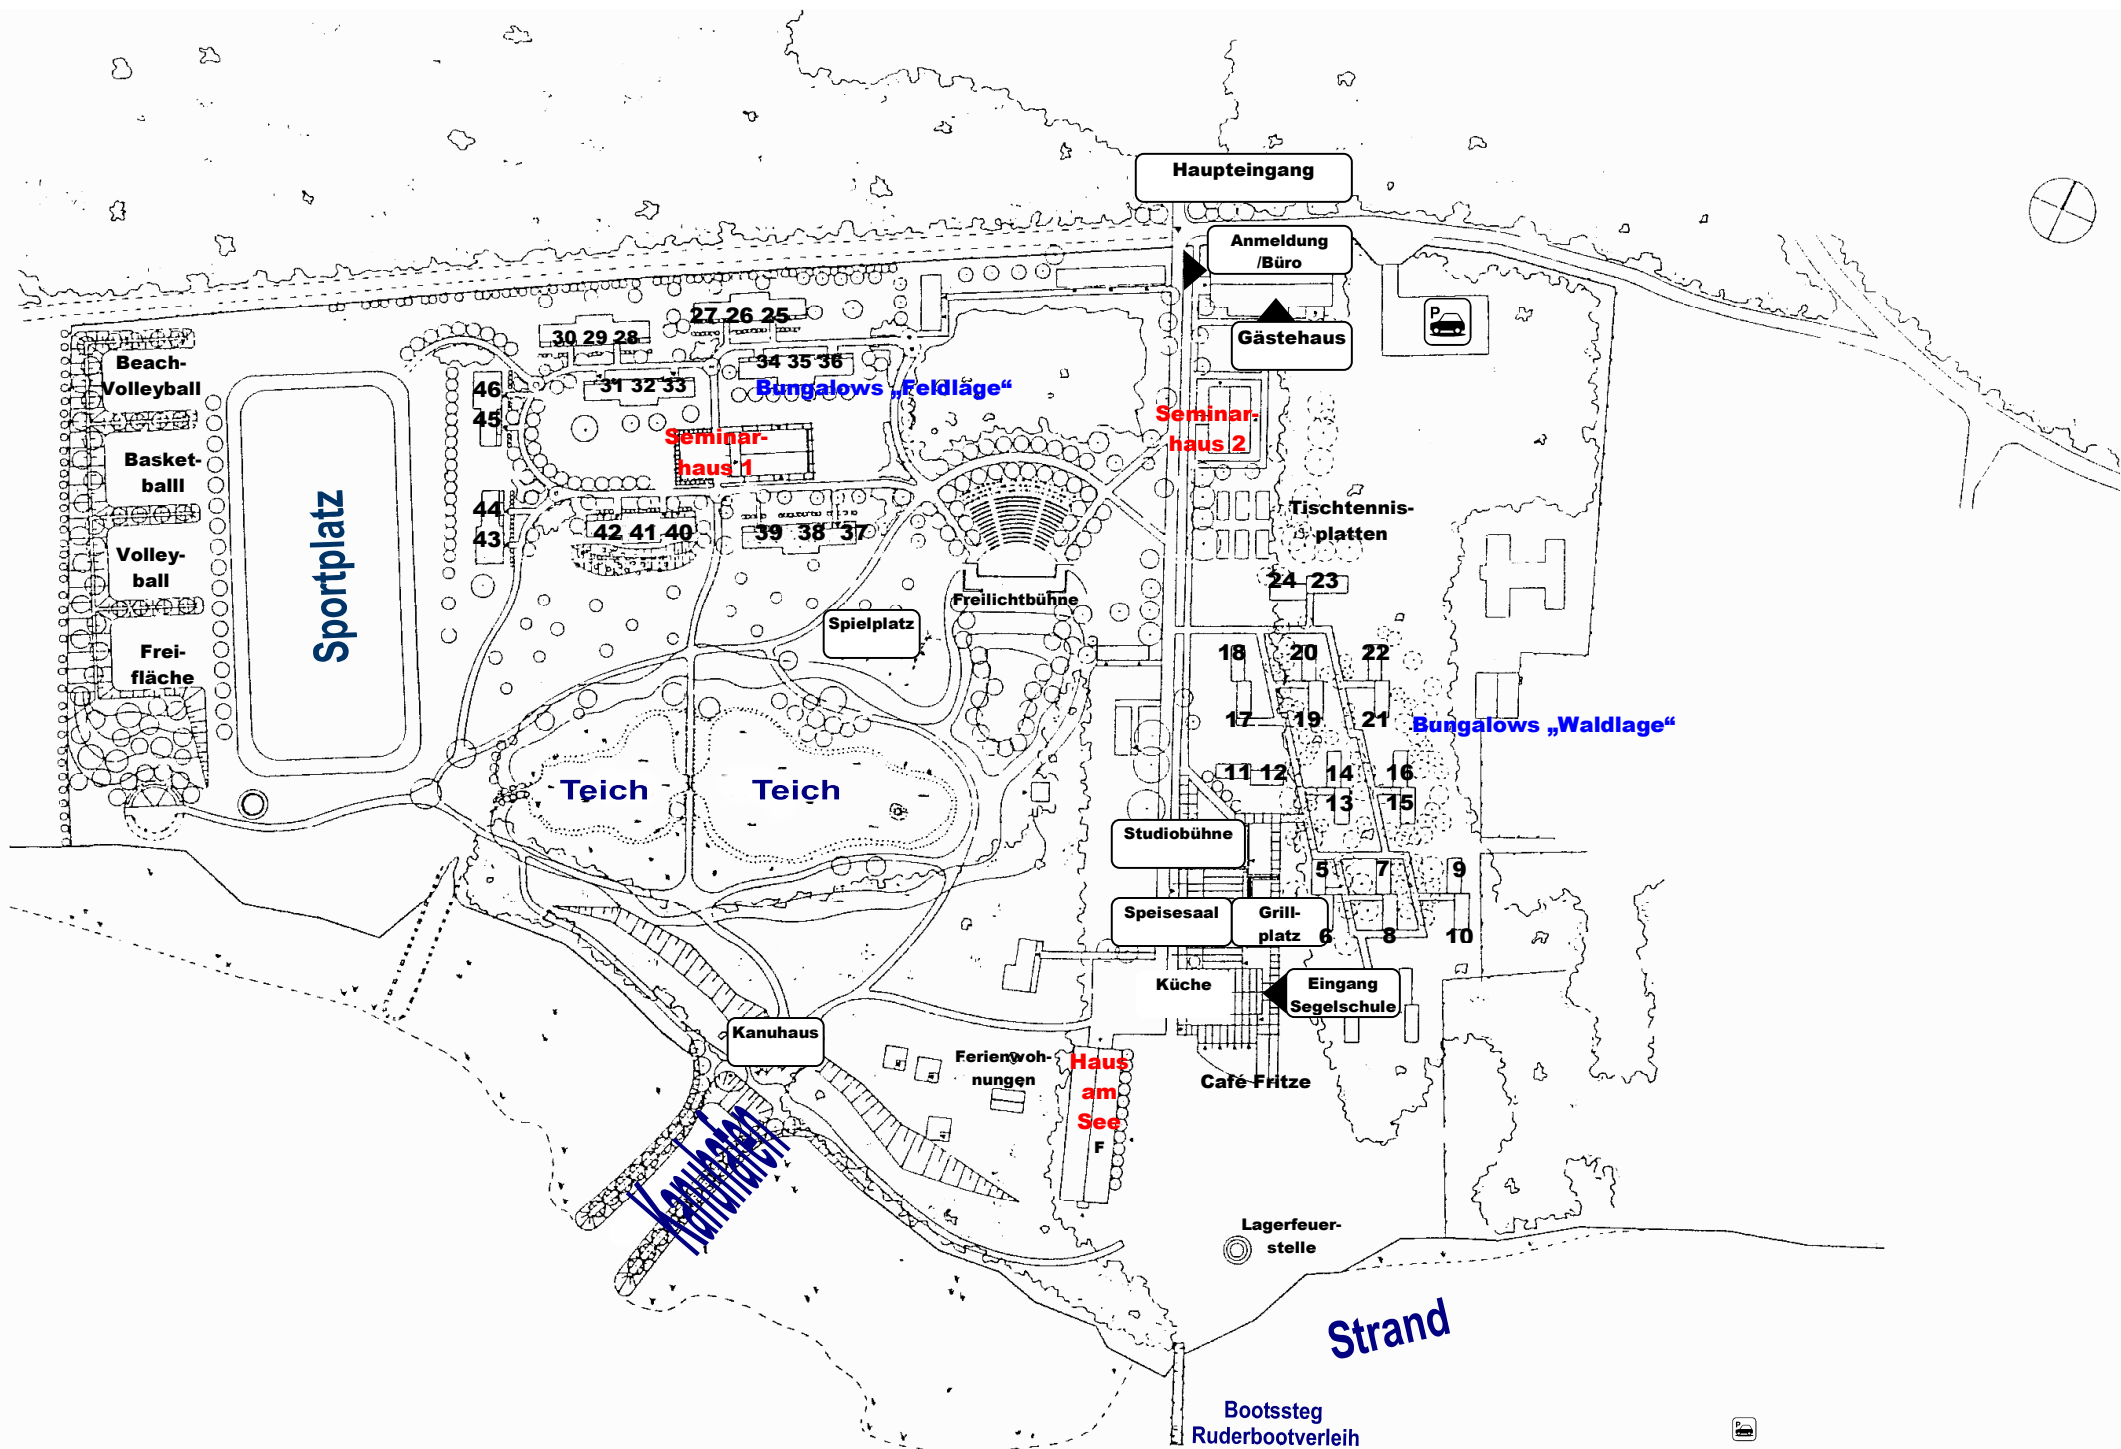 Haupteingang
Anmeldung
/Büro
Gästehaus
P
27 26 25
30 29 28
34 35 36
31 32 33
Bungalows „Feldlage“
46
45
Seminar-
haus 1
Seminar-
haus 2
Beach-
Volleyball
Basket-
balll
Volley-
ball
Frei-
fläche
Sportplatz
44
43
42 41 40
39 38 37
Tischtennis-
platten
24 23
Freilichtbühne
Spielplatz
18 20 22
17 19 21
Bungalows „Waldlage“
11 12 14 16
13 15
Teich
Teich
Studiobühne
5 7 9
Speisesaal
Grill-
platz
6 8 10
Küche
Eingang
Segelschule
Kanuhaus
Ferienwoh-
nungen
Haus
am
See
F
Café Fritze
Kanuhafen
Lagerfeuer-
stelle
Strand
Bootssteg
Ruderbootverleih
P